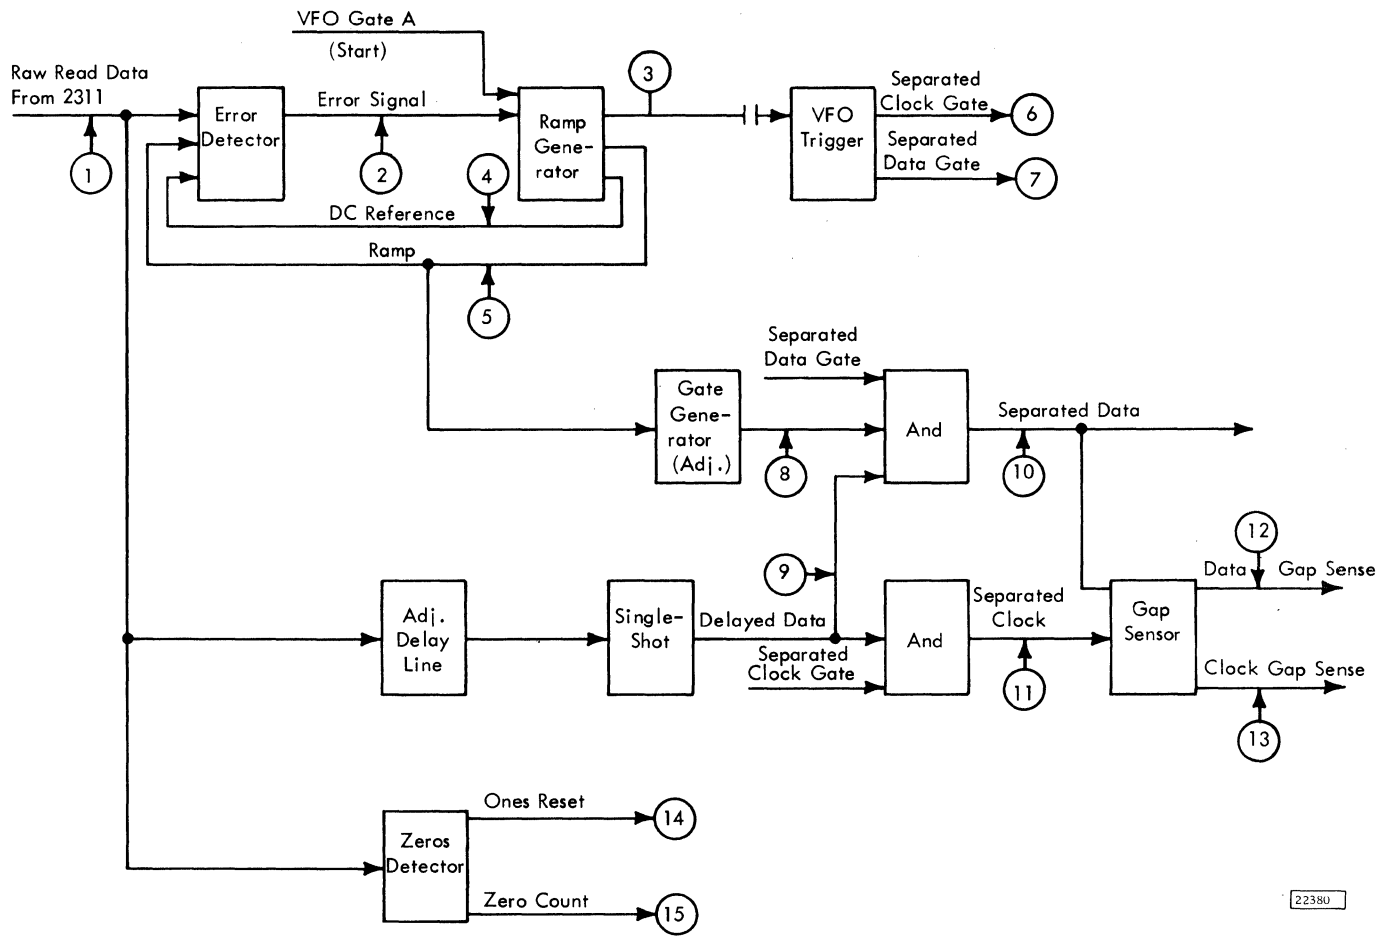 VFO Gate A
(Start)
Raw Read Data
From 2311
Error
Detector
Error Signal
Ramp
Gene-
rator
3
VFO
Trigger
Separated
Clock Gate
6
Separated
Data Gate
7
1
2
4
DC Reference
Ramp
5
Separated
Data Gate
Gate
Gene-
rator
(Adj.)
8
And
Separated Data
10
9
12
Data Gap Sense
Adj.
Delay
Line
Single-
Shot
Delayed Data
Separated
Clock Gate
And
Separated
Clock
11
Gap
Sensor
Clock Gap Sense
13
Zeros
Detector
Ones Reset
14
Zero Count
15
22380